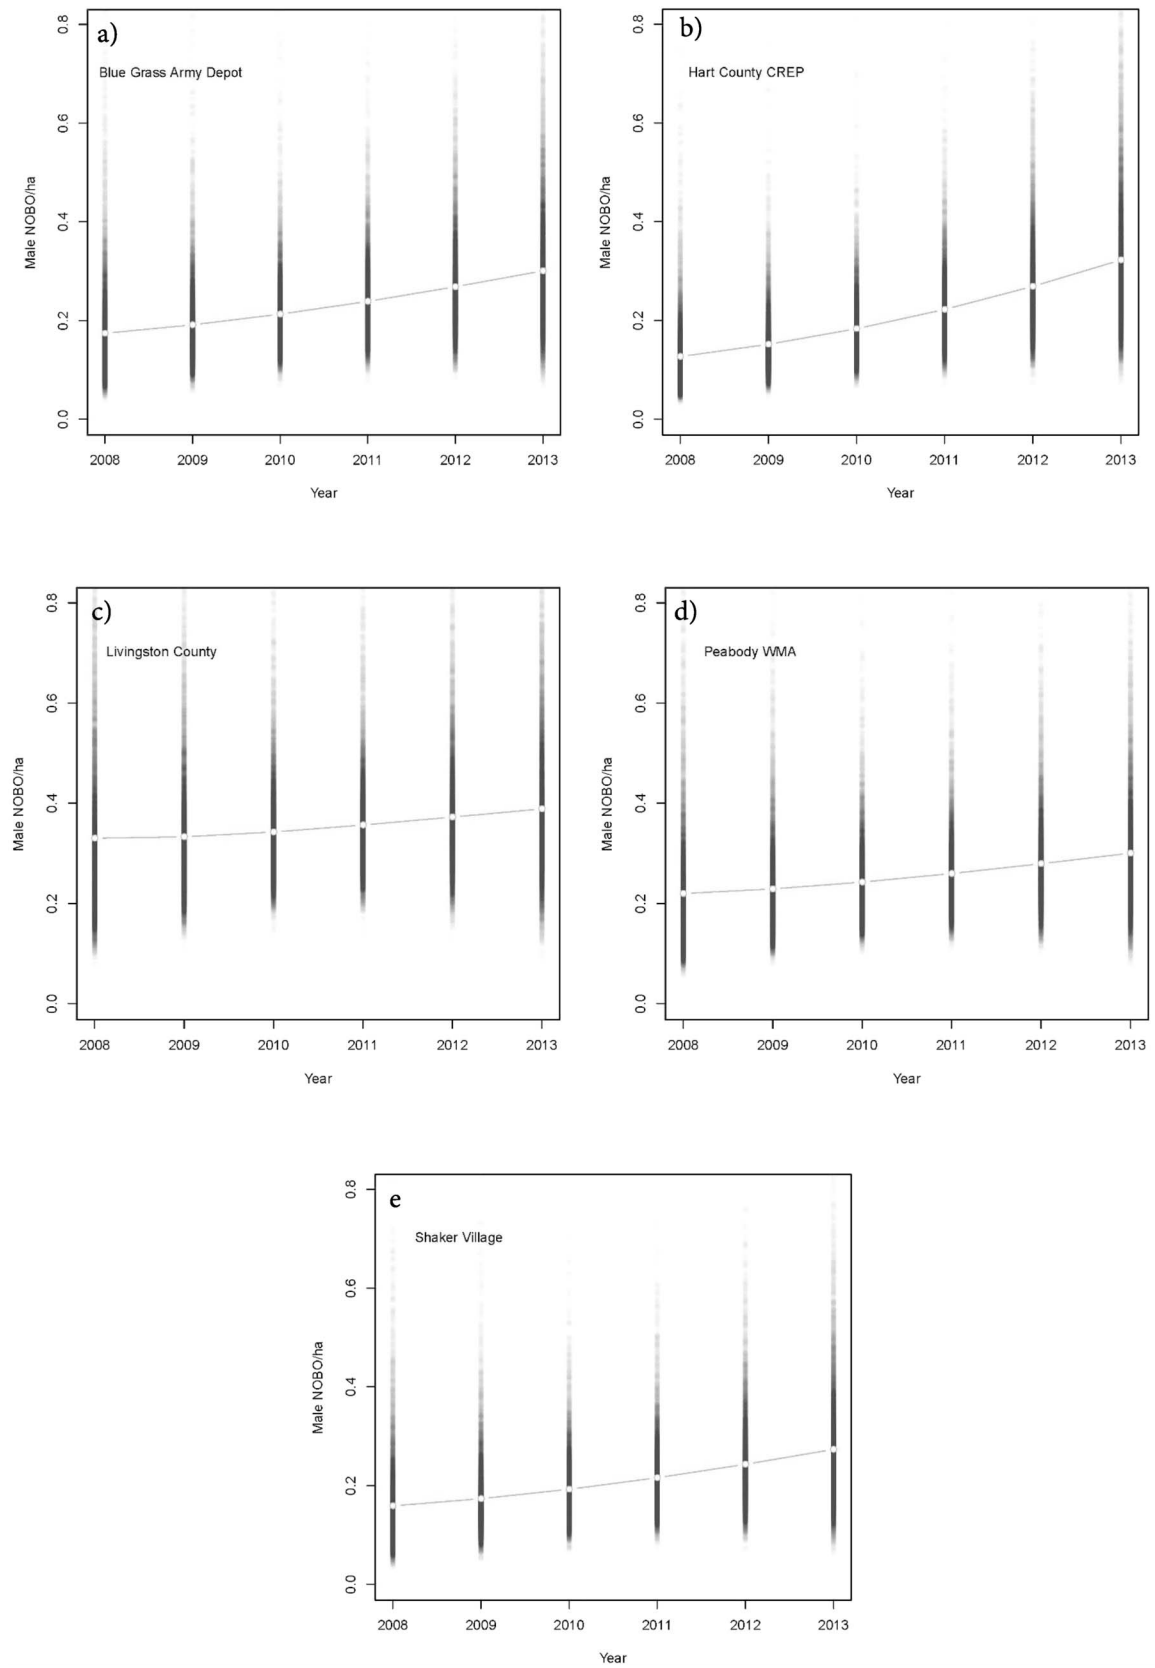 a)
Blue Grass Army Depot
0.8
0.6
0.4
0.2
0.0
Male NOBO/ha
2008 2009 2010 2011 2012 2013
Year
b)
Hart County CREP
0.8
0.6
0.4
0.2
0.0
Male NOBO/ha
2008 2009 2010 2011 2012 2013
Year
c)
Livingston County
0.8
0.6
0.4
0.2
0.0
Male NOBO/ha
2008 2009 2010 2011 2012 2013
Year
d)
Peabody WMA
0.8
0.6
0.4
0.2
0.0
Male NOBO/ha
2008 2009 2010 2011 2012 2013
Year
e
Shaker Village
0.8
0.6
0.4
0.2
0.0
Male NOBO/ha
2008 2009 2010 2011 2012 2013
Year